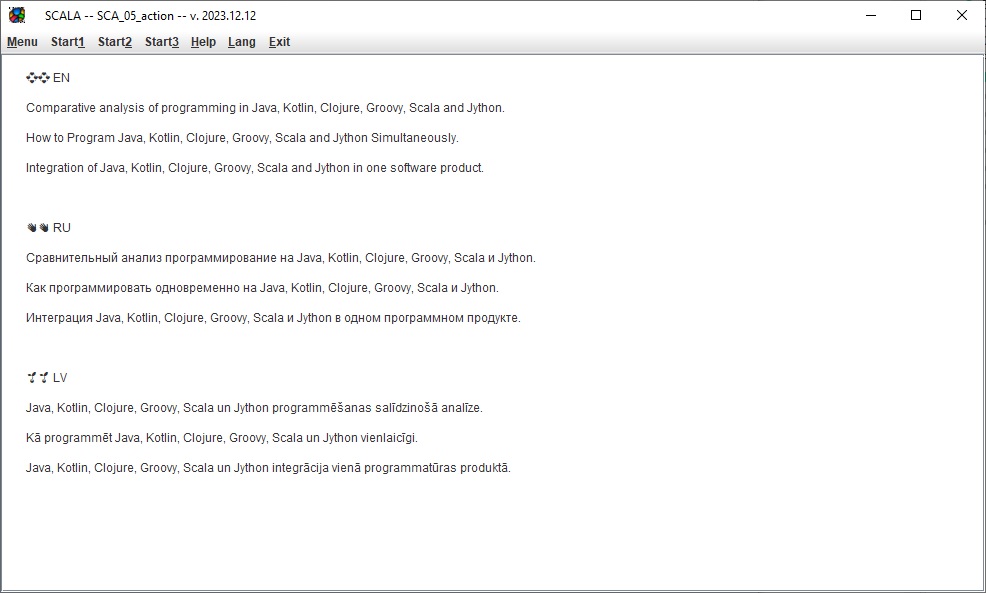 SCALA -- SCA_05_action -- v. 2023.12.12
Menu Start1 Start2 Start3 Help Lang Exit
EN
Comparative analysis of programming in Java, Kotlin, Clojure, Groovy, Scala and Jython.
How to Program Java, Kotlin, Clojure, Groovy, Scala and Jython Simultaneously.
Integration of Java, Kotlin, Clojure, Groovy, Scala and Jython in one software product.
RU
Сравнительный анализ программирование на Java, Kotlin, Clojure, Groovy, Scala и Jython.
Как программировать одновременно на Java, Kotlin, Clojure, Groovy, Scala и Jython.
Интеграция Java, Kotlin, Clojure, Groovy, Scala и Jython в одном программном продукте.
LV
Java, Kotlin, Clojure, Groovy, Scala un Jython programmēšanas salīdzinošā analīze.
Kā programmēt Java, Kotlin, Clojure, Groovy, Scala un Jython vienlaicīgi.
Java, Kotlin, Clojure, Groovy, Scala un Jython integrācija vienā programmatūras produktā.